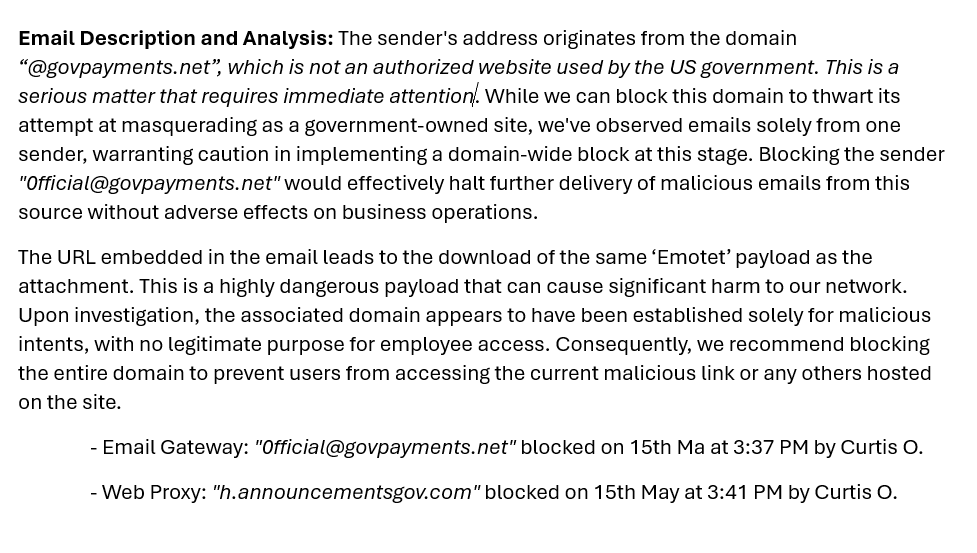 Email Description and Analysis: The sender's address originates from the domain
“@govpayments.net”, which is not an authorized website used by the US government. This is a
serious matter that requires immediate attention. While we can block this domain to thwart its
attempt at masquerading as a government-owned site, we've observed emails solely from one
sender, warranting caution in implementing a domain-wide block at this stage. Blocking the sender
"0fficial@govpayments.net" would effectively halt further delivery of malicious emails from this
source without adverse effects on business operations.
The URL embedded in the email leads to the download of the same ‘Emotet’ payload as the
attachment. This is a highly dangerous payload that can cause significant harm to our network.
Upon investigation, the associated domain appears to have been established solely for malicious
intents, with no legitimate purpose for employee access. Consequently, we recommend blocking
the entire domain to prevent users from accessing the current malicious link or any others hosted
on the site.
- Email Gateway: "0fficial@govpayments.net" blocked on 15th Ma at 3:37 PM by Curtis O.
- Web Proxy: "h.announcementsgov.com" blocked on 15th May at 3:41 PM by Curtis O.